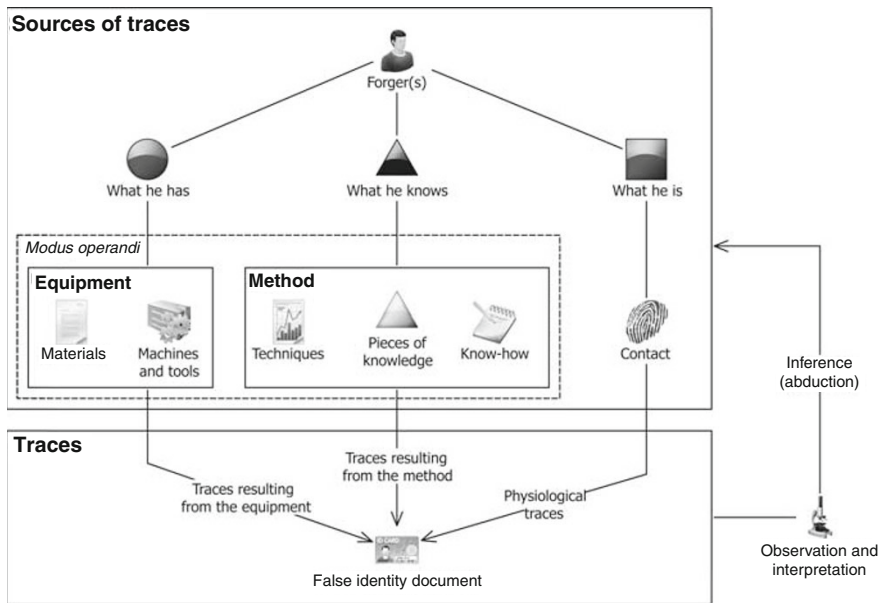 Sources of traces
Forger(s)
What he has
What he knows
What he is
Modus operandi
Equipment
Method
Materials
Machines
and tools
Techniques
Pieces of
knowledge
Know-how
Contact
Inference
(abduction)
Traces
Traces resulting
from the equipment
Traces resulting
from the method
Physiological
traces
ID CARD
False identity document
Observation and
interpretation